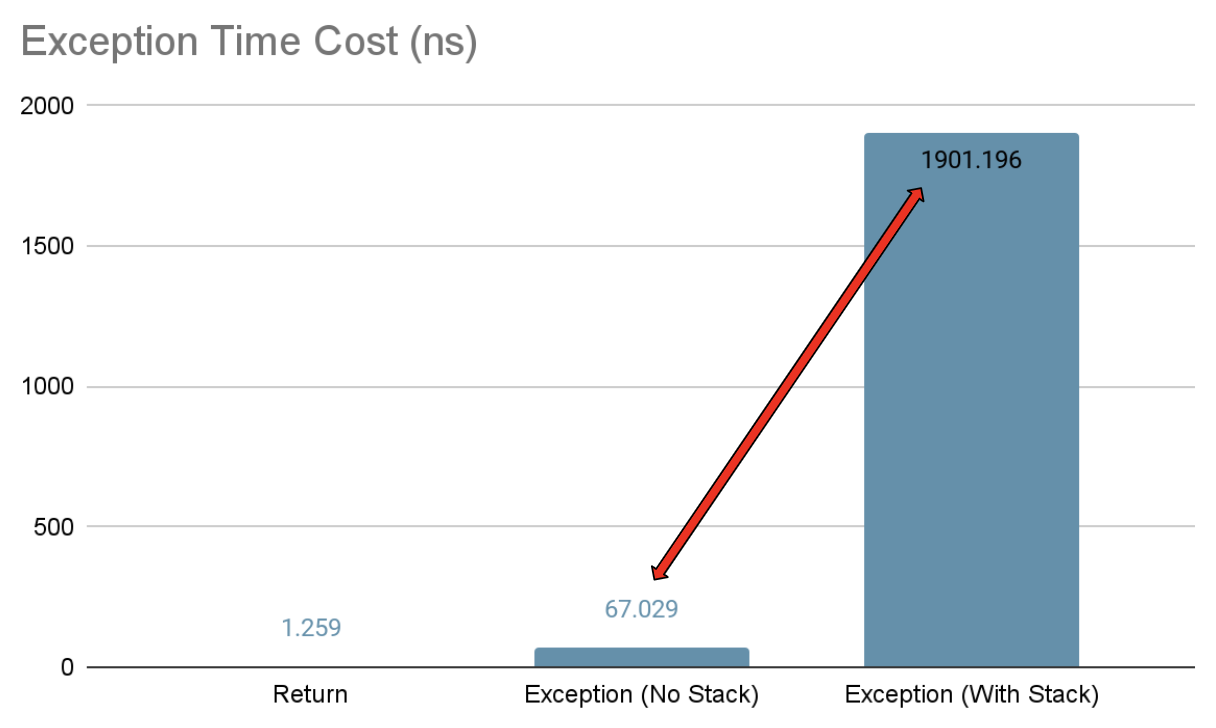 Exception Time Cost (ns)
2000
1901.196
1500
1000
500
67.029
1.259
0
Return
Exception (No Stack)
Exception (With Stack)